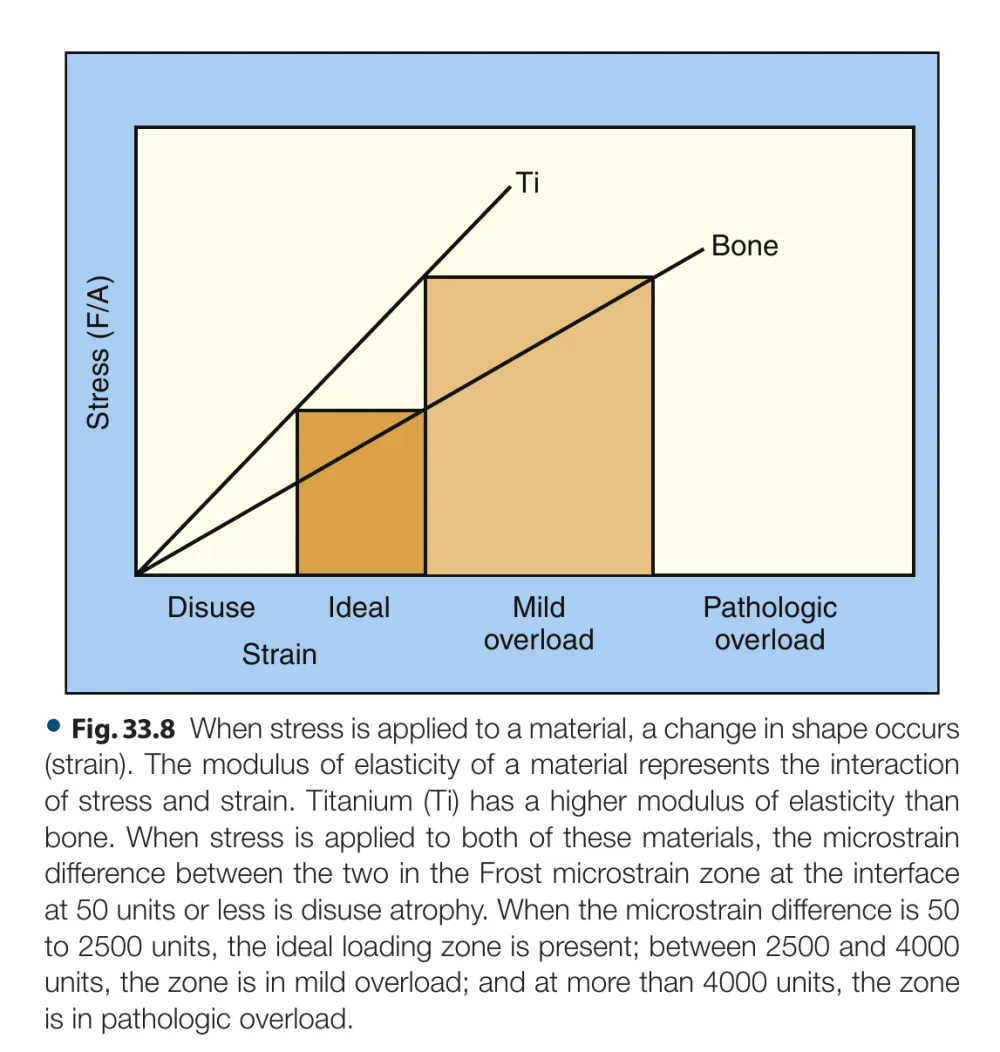 Ti
Bone
Stress (F/A)
Disuse
Ideal
Mild
overload
Pathologic
overload
Strain
• Fig. 33.8 When stress is applied to a material, a change in shape occurs
(strain). The modulus of elasticity of a material represents the interaction
of stress and strain. Titanium (Ti) has a higher modulus of elasticity than
bone. When stress is applied to both of these materials, the microstrain
difference between the two in the Frost microstrain zone at the interface
at 50 units or less is disuse atrophy. When the microstrain difference is 50
to 2500 units, the ideal loading zone is present; between 2500 and 4000
units, the zone is in mild overload; and at more than 4000 units, the zone
is in pathologic overload.